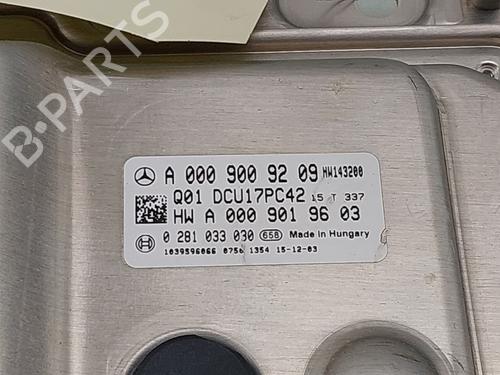 B-PARTS
A 000 900 92 09 HW143200
Q01 DCU17PC42 15 T 337
HW A 000 901 96 03
0 281 033 030 658 Made in Hungary
1039S96066 0756 1354 15-12-03